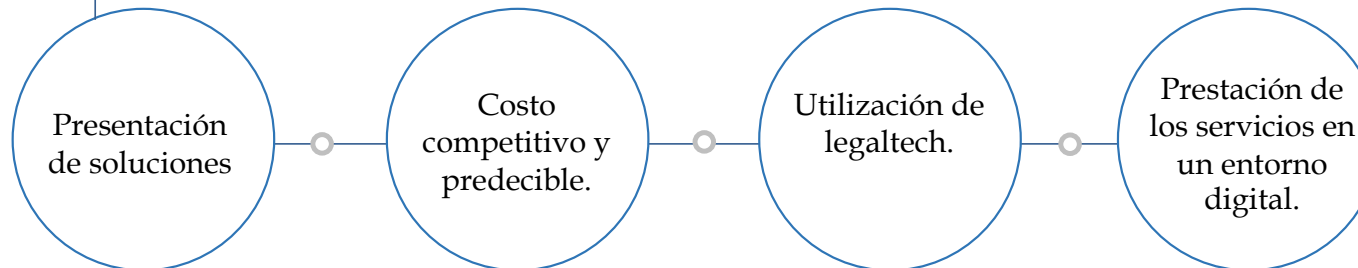 Presentación
de soluciones
Costo
competitivo y
predecible.
Utilización de
legaltech.
Prestación de
los servicios en
un entorno
digital.